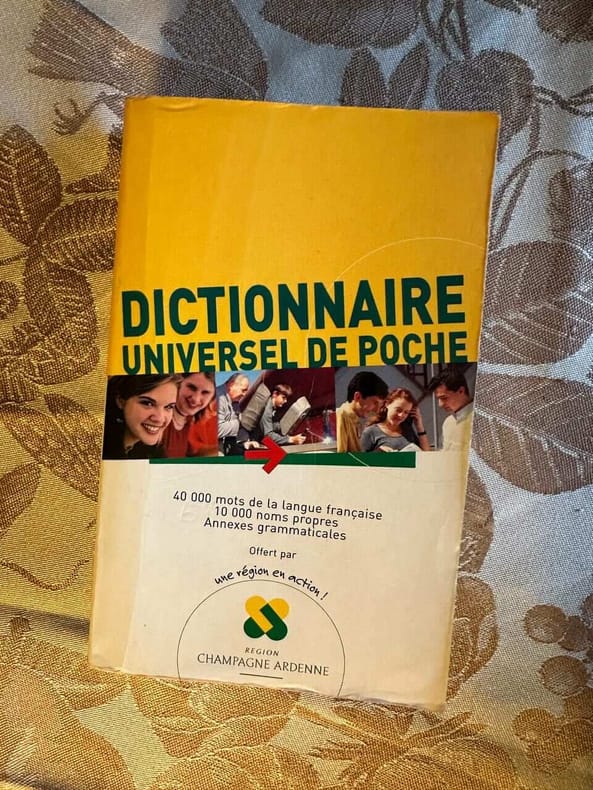 DICTIONNAIRE
UNIVERSEL DE POCHE
40 000 mots de la langue française
10 000 noms propres
Annexes grammaticales
Offert par
une région en action !
REGION
CHAMPAGNE ARDENNE